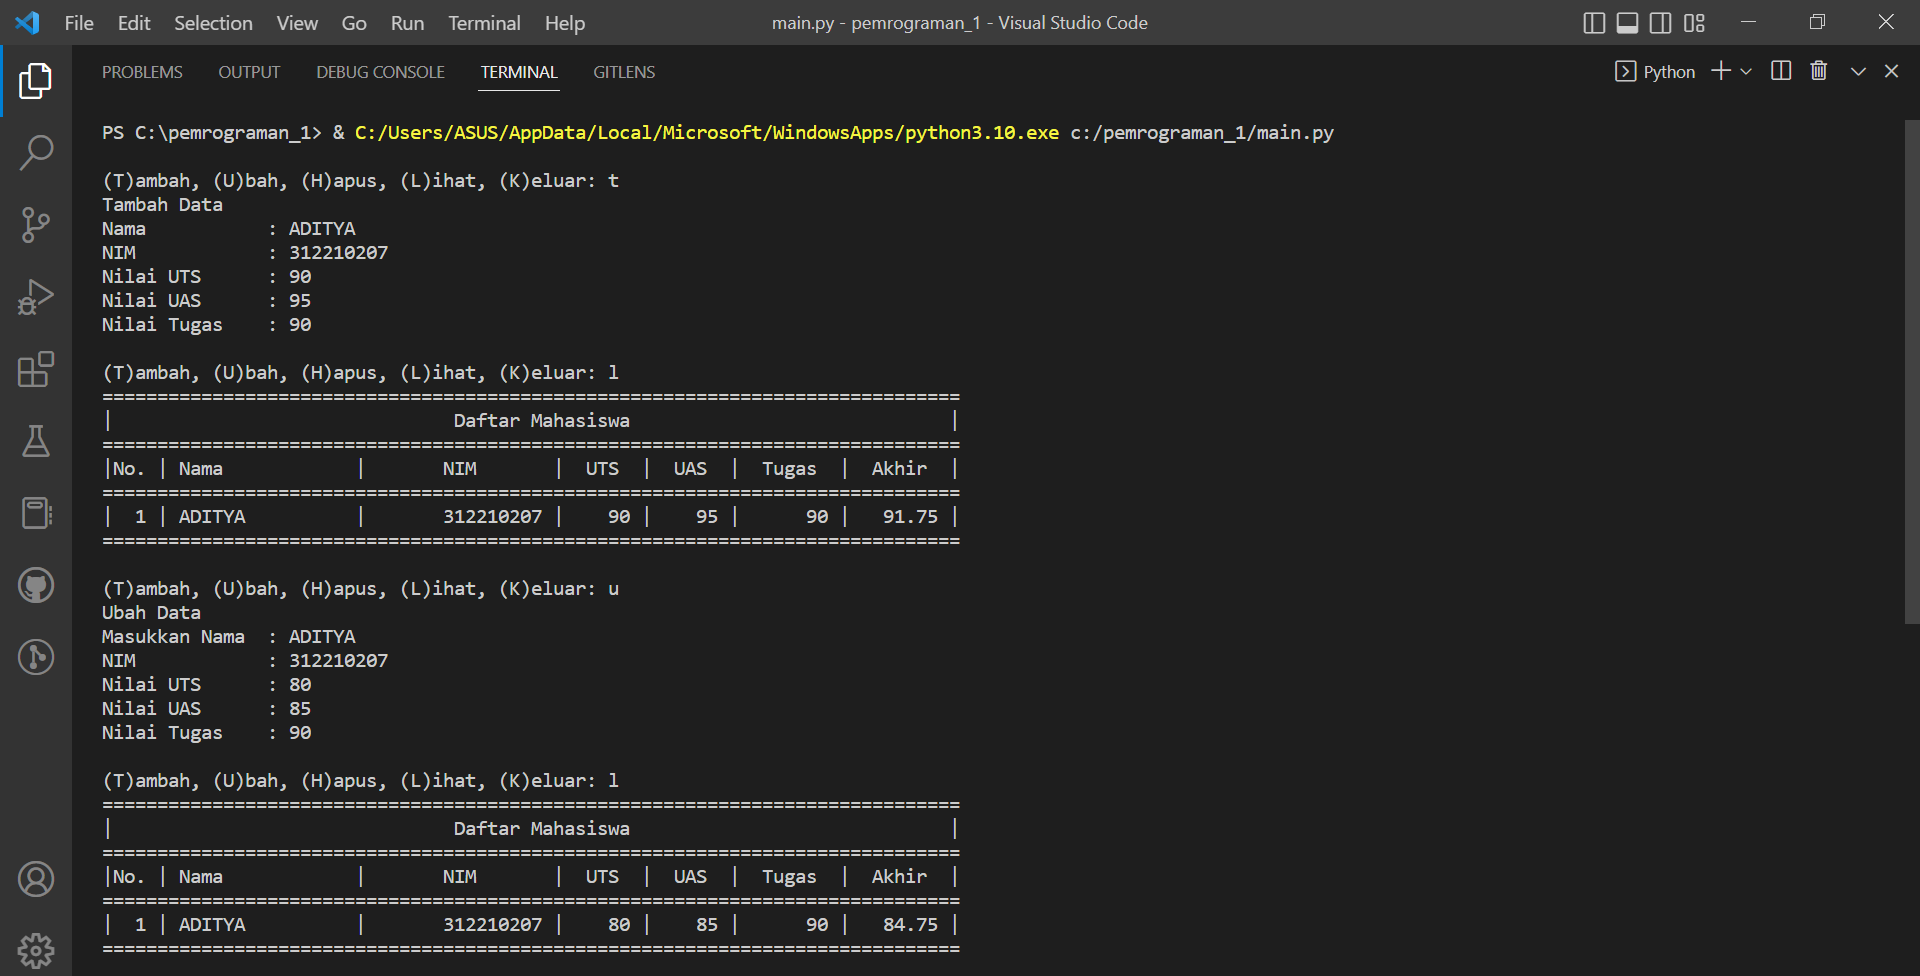 File Edit Selection View Go Run Terminal Help main.py - pemrograman_1 - Visual Studio Code
PROBLEMS OUTPUT DEBUG CONSOLE TERMINAL GITLENS Python
PS C:\pemrograman_1> & C:/Users/ASUS/AppData/Local/Microsoft/WindowsApps/python3.10.exe c:/pemrograman_1/main.py
(T)ambah, (U)bah, (H)apus, (L)ihat, (K)eluar: t
Tambah Data
Nama : ADITYA
NIM : 312210207
Nilai UTS : 90
Nilai UAS : 95
Nilai Tugas : 90
(T)ambah, (U)bah, (H)apus, (L)ihat, (K)eluar: l
==============================================================================
| Daftar Mahasiswa |
==============================================================================
|No. | Nama | NIM | UTS | UAS | Tugas | Akhir |
==============================================================================
| 1 | ADITYA | 312210207 | 90 | 95 | 90 | 91.75 |
==============================================================================
(T)ambah, (U)bah, (H)apus, (L)ihat, (K)eluar: u
Ubah Data
Masukkan Nama : ADITYA
NIM : 312210207
Nilai UTS : 80
Nilai UAS : 85
Nilai Tugas : 90
(T)ambah, (U)bah, (H)apus, (L)ihat, (K)eluar: l
==============================================================================
| Daftar Mahasiswa |
==============================================================================
|No. | Nama | NIM | UTS | UAS | Tugas | Akhir |
==============================================================================
| 1 | ADITYA | 312210207 | 80 | 85 | 90 | 84.75 |
==============================================================================